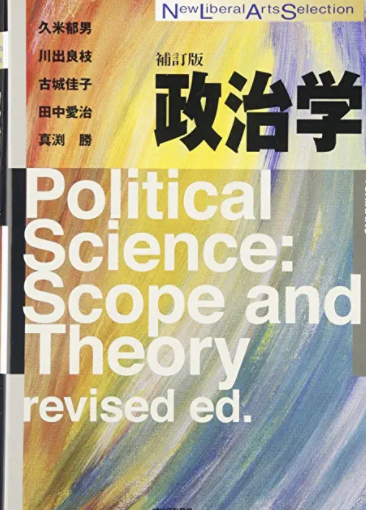 New Liberal Arts Selection
久米郁男
川出良枝
古城佳子
田中愛治
真渕 勝
補訂版
政治学
Political
Science:
Scope and
Theory
revised ed.